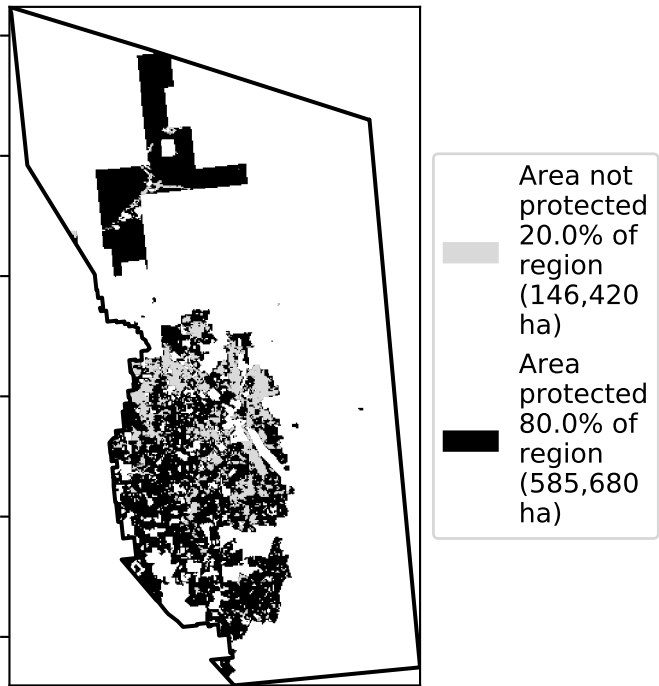 Area not
protected
20.0% of
region
(146,420
ha)
Area
protected
80.0% of
region
(585,680
ha)